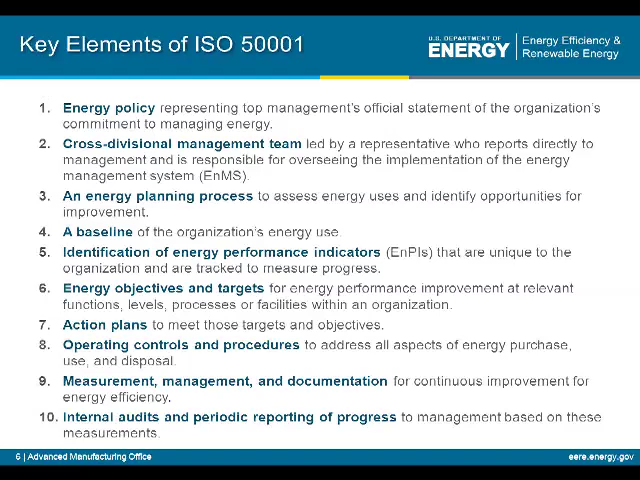 Key Elements of ISO 50001
U.S. DEPARTMENT OF
ENERGY
Energy Efficiency &
Renewable Energy
1. Energy policy representing top management's official statement of the organization's
commitment to managing energy.
2. Cross-divisional management team led by a representative who reports directly to
management and is responsible for overseeing the implementation of the energy
management system (EnMS).
3. An energy planning process to assess energy uses and identify opportunities for
improvement.
4. A baseline of the organization's energy use.
5. Identification of energy performance indicators (EnPIs) that are unique to the
organization and are tracked to measure progress.
6. Energy objectives and targets for energy performance improvement at relevant
functions, levels, processes or facilities within an organization.
7. Action plans to meet those targets and objectives.
8. Operating controls and procedures to address all aspects of energy purchase,
use, and disposal.
9. Measurement, management, and documentation for continuous improvement for
energy efficiency.
10. Internal audits and periodic reporting of progress to management based on these
measurements.
6 | Advanced Manufacturing Office
eere.energy.gov